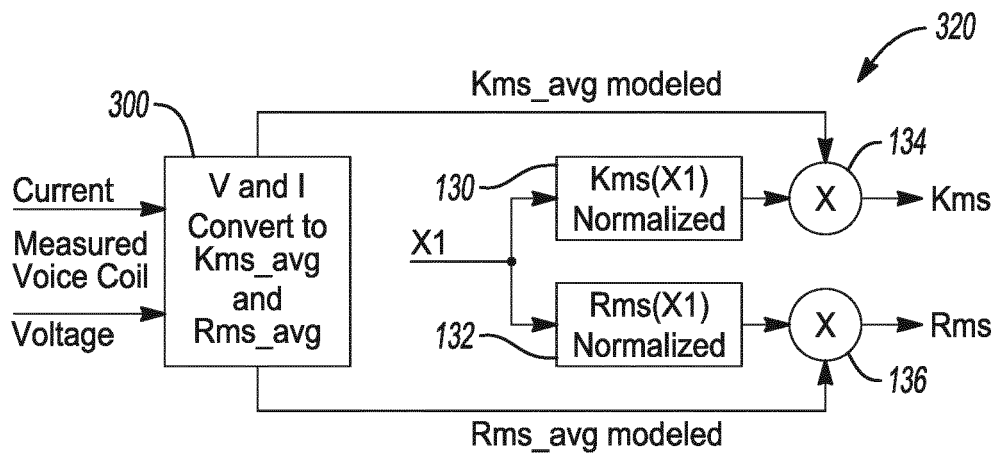 320
Kms_avg modeled
300
134
Current
V and I
Convert to
Kms_avg
and
Rms_avg
130
Kms(X1)
Normalized
X
Kms
Measured
Voice Coil
X1
Voltage
132
Rms(X1)
Normalized
X
Rms
136
Rms_avg modeled